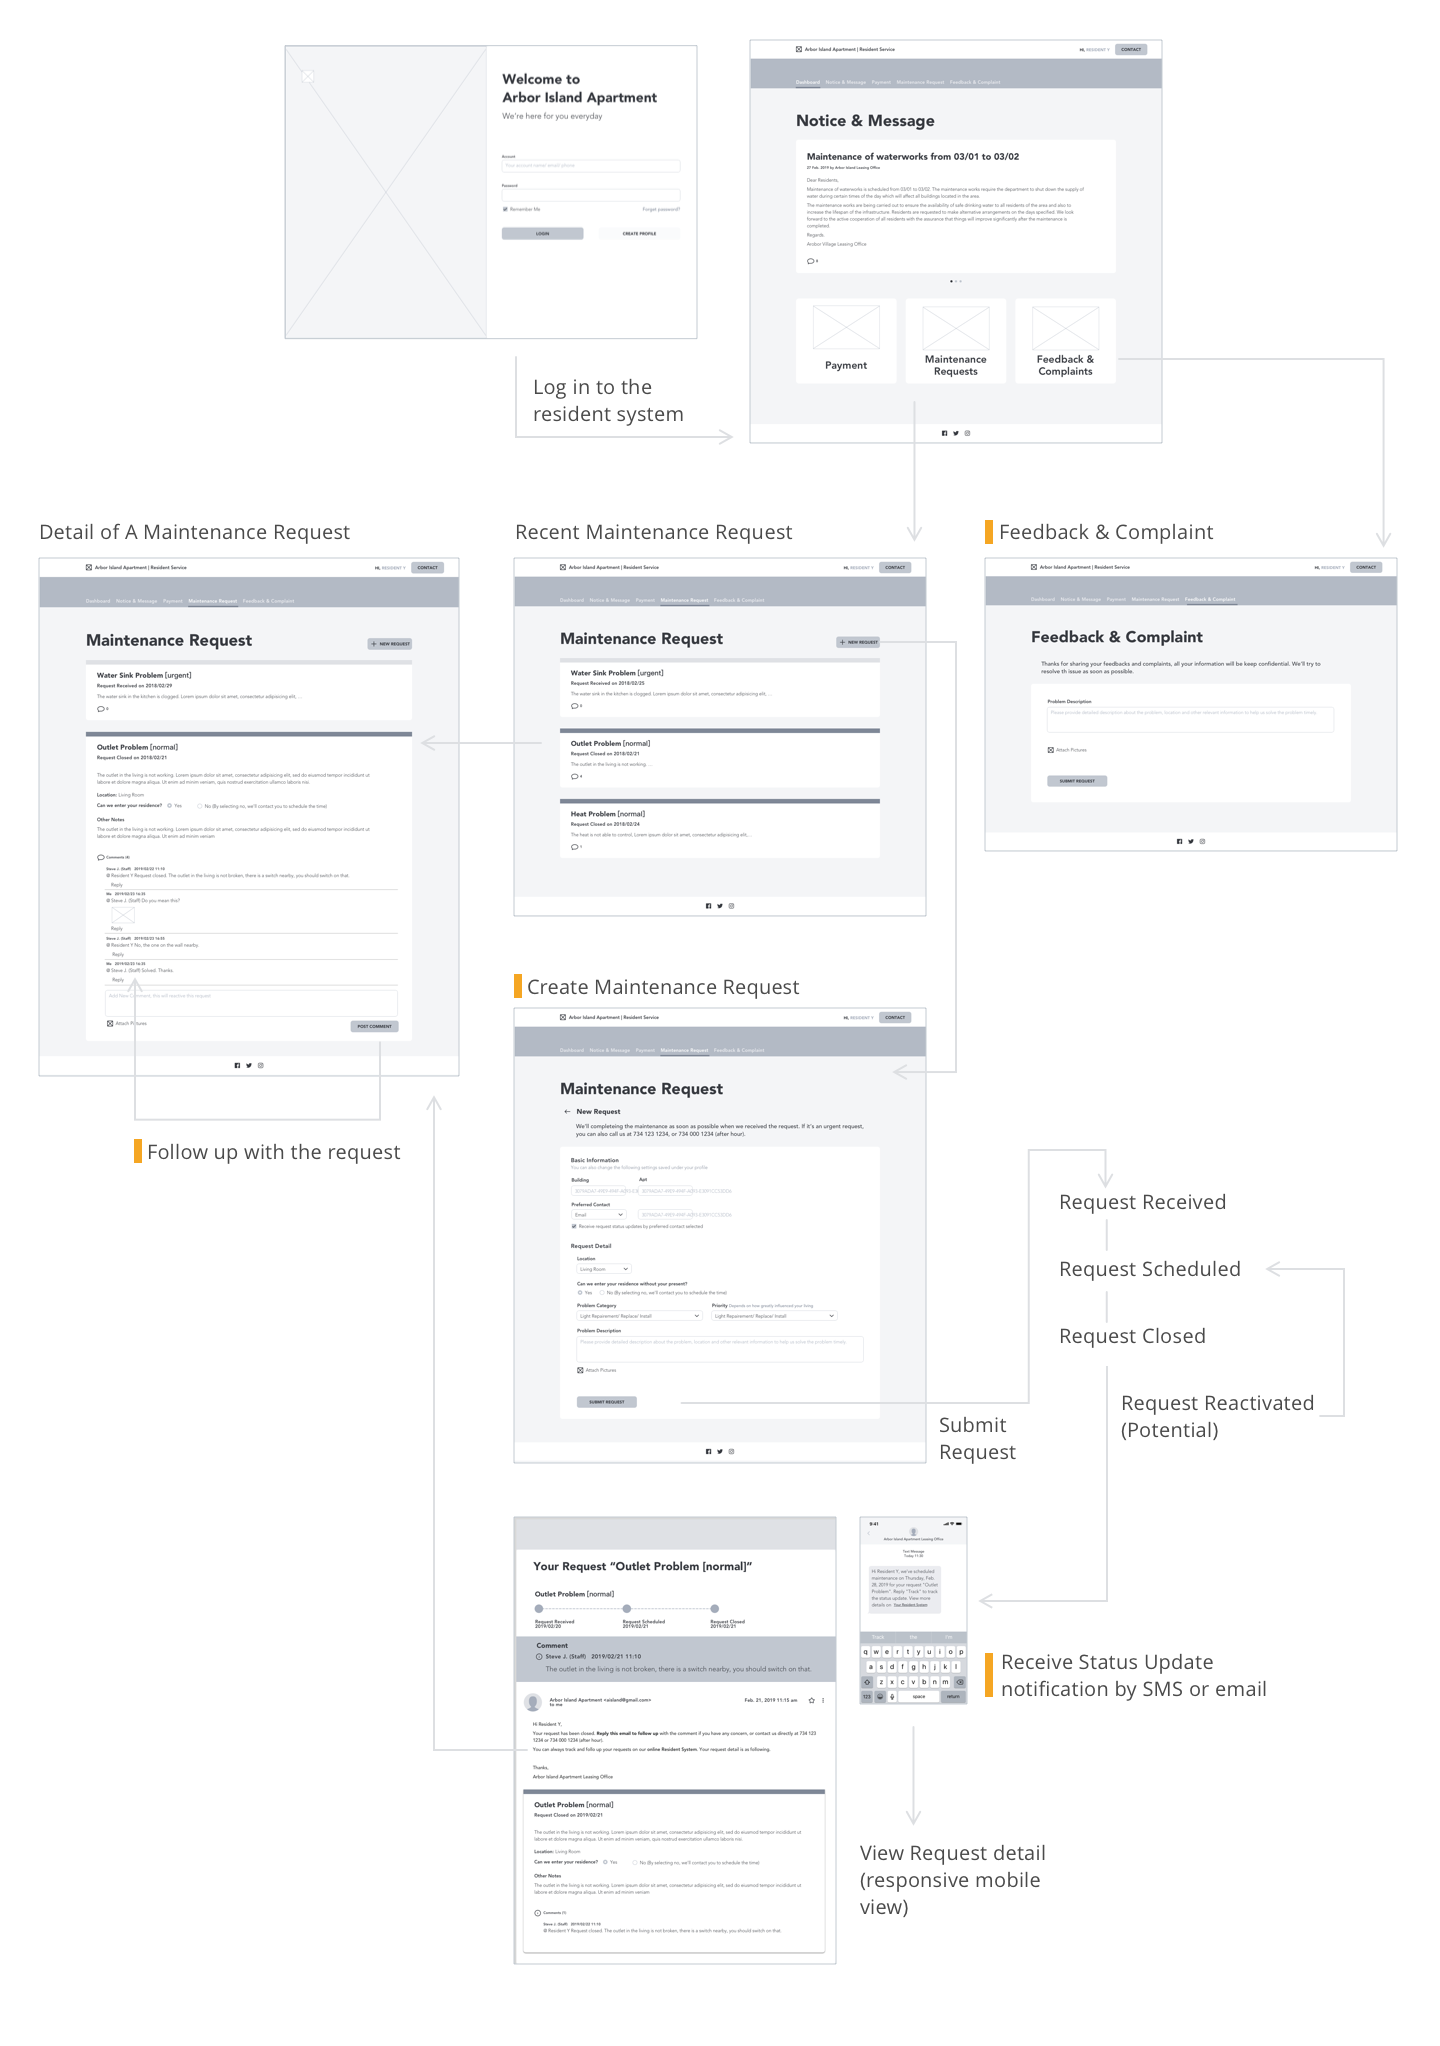 Welcome to
Arbor Island Apartment
We're here for you everyday
Account
Your account name/ email/ phone
Password
Remember Me Forget password?
LOGIN CREATE PROFILE
Log in to the
resident system
Arbor Island Apartment | Resident Service HI, RESIDENT Y CONTACT
Dashboard Notice & Message Payment Maintenance Request Feedback & Complaint
Notice & Message
Maintenance of waterworks from 03/01 to 03/02
27 Feb. 2019 by Arbor Island Leasing Office
Dear Residents,
Maintenance of waterworks is scheduled from 03/01 to 03/02. The maintenance works require the department to shut down the supply of
water during certain times of the day which will affect all buildings located in the area.
The maintenance works are being carried out to ensure the availability of safe drinking water to all residents of the area and also to
increase the lifespan of the infrastructure. Residents are requested to make alternative arrangements on the days specified. We look
forward to the active cooperation of all residents with the assurance that things will improve significantly after the maintenance is
completed.
Regards.
Arbor Village Leasing Office
Payment
Maintenance
Requests
Feedback &
Complaints
Detail of A Maintenance Request
Arbor Island Apartment | Resident Service HI, RESIDENT Y CONTACT
Dashboard Notice & Message Payment Maintenance Request Feedback & Complaint
Maintenance Request
+ NEW REQUEST
Water Sink Problem [urgent]
Request Received on 2018/02/29
The water sink in the kitchen is clogged. Lorem ipsum dolor sit amet, consectetur adipisicing elit, ...
0
Outlet Problem [normal]
Request Closed on 2018/02/21
The outlet in the living is not working. Lorem ipsum dolor sit amet, consectetur adipisicing elit, sed do eiusmod tempor incididunt ut
labore et dolore magna aliqua. Ut enim ad minim veniam, quis nostrud exercitation ullamco laboris nisi.
Location: Living Room
Can we enter your residence? Yes No (By selecting no, we'll contact you to schedule the time)
Other Notes
The outlet in the living is not working. Lorem ipsum dolor sit amet, consectetur adipisicing elit, sed do eiusmod tempor incididunt ut
labore et dolore magna aliqua. Ut enim ad minim veniam
Comments (4)
Steve J. (Staff) 2019/02/22 11:10
@ Resident Y Request closed. The outlet in the living is not broken, there is a switch nearby, you should switch on that.
Reply
Me 2019/02/23 16:35
@ Steve J. (Staff) Do you mean this?
Reply
Steve J. (Staff) 2019/02/23 16:55
@ Resident Y No, the one on the wall nearby.
Reply
Me 2019/02/23 16:35
@ Steve J. (Staff) Solved. Thanks.
Reply
Add New Comment, this will reactive this request
Attach Pictures
POST COMMENT
Follow up with the request
Recent Maintenance Request
Arbor Island Apartment | Resident Service HI, RESIDENT Y CONTACT
Dashboard Notice & Message Payment Maintenance Request Feedback & Complaint
Maintenance Request
+ NEW REQUEST
Water Sink Problem [urgent]
Request Received on 2018/02/25
The water sink in the kitchen is clogged. Lorem ipsum dolor sit amet, consectetur adipisicing elit, ...
Outlet Problem [normal]
Request Closed on 2018/02/21
The outlet in the living is not working. ...
4
Heat Problem [normal]
Request Closed on 2018/02/24
The heat is not able to control, Lorem ipsum dolor sit amet, consectetur adipisicing elit,...
1
Feedback & Complaint
Arbor Island Apartment | Resident Service HI, RESIDENT Y CONTACT
Dashboard Notice & Message Payment Maintenance Request Feedback & Complaint
Feedback & Complaint
Thanks for sharing your feedbacks and complaints, all your information will be keep confidential. We'll try to
resolve th issue as soon as possible.
Problem Description
Please provide detailed description about the problem, location and other relevant information to help us solve the problem timely.
Attach Pictures
SUBMIT REQUEST
Create Maintenance Request
Arbor Island Apartment | Resident Service HI, RESIDENT Y CONTACT
Dashboard Notice & Message Payment Maintenance Request Feedback & Complaint
Maintenance Request
New Request
We'll completeing the maintenance as soon as possible when we received the request. If it's an urgent request,
you can also call us at 734 123 1234, or 734 000 1234 (after hour).
Basic Information
You can also change the following settings saved under your profile
Building Apt
Preferred Contact
Email
Receive request status updates by preferred contact selected
Request Detail
Location
Living Room
Can we enter your residence without your present?
Yes No (By selecting no, we'll contact you to schedule the time)
Problem Category Priority Depends on how greatly influenced your living
Light Repavement/ Replace/ Install Light Repavement/ Replace/ Install
Problem Description
Please provide detailed description about the problem, location and other relevant information to help us solve the problem timely.
Attach Pictures
SUBMIT REQUEST
Submit
Request
Request Received
Request Scheduled
Request Closed
Request Reactivated
(Potential)
Your Request “Outlet Problem [normal]”
Outlet Problem [normal]
Request Received Request Scheduled Request Closed
2019/02/20 2019/02/21 2019/02/21
Comment
Steve J. (Staff) 2019/02/21 11:10
The outlet in the living is not broken, there is a switch nearby, you should switch on that.
Arbor Island Apartment <aisland@gmail.com> Feb. 21, 2019 11:15 am
to me
Hi Resident Y,
Your request has been closed. Reply this email to follow up with the comment if you have any concern, or contact us directly at 734 123
1234 or 734 000 1234 (after hour).
You can always track and follo up your requests on our online Resident System. Your request detail is as following.
Thanks,
Arbor Island Apartment Leasing Office
Outlet Problem [normal]
Request Closed on 2019/02/21
The outlet in the living is not working. Lorem ipsum dolor sit amet, consectetur adipisicing elit, sed do eiusmod tempor incididunt ut
labore et dolore magna aliqua. Ut enim ad minim veniam, quis nostrud exercitation ullamco laboris nisi.
Location: Living Room
Can we enter your residence? Yes No (By selecting no, we'll contact you to schedule the time)
Other Notes
The outlet in the living is not working. Lorem ipsum dolor sit amet, consectetur adipisicing elit, sed do eiusmod tempor incididunt ut
labore et dolore magna aliqua. Ut enim ad minim veniam
Comments (1)
Steve J. (Staff) 2019/02/22 11:10
@ Resident Y Request closed. The outlet in the living is not broken, there is a switch nearby, you should switch on that.
9:41
Arbor Island Apartment Leasing Office
Text Message
Today 11:30
Hi Resident Y, we've scheduled
maintenance on Thursday, Feb.
28, 2019 for your request “Outlet
Problem”. Reply “Track” to track
the status update. View more
details on Your Resident System
Track the I'm
q w e r t y u i o p
a s d f g h j k l
z x c v b n m
123 space return
Receive Status Update
notification by SMS or email
View Request detail
(responsive mobile
view)